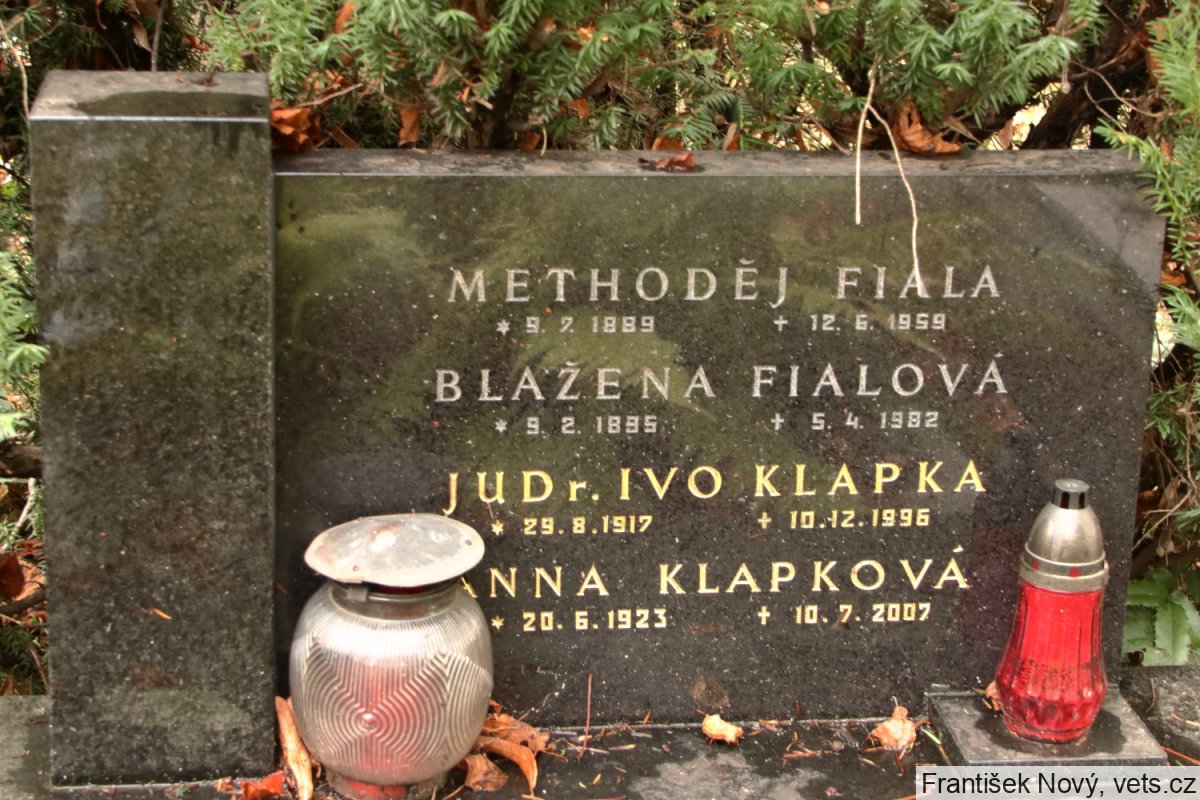 METHODĚJ FIALA
* 9. 7. 1889 + 12. 6. 1959
BLAŽENA FIALOVÁ
* 9. 2. 1895 + 5. 4. 1982
JUDr. IVO KLAPKA
* 29. 8. 1917 + 10. 12. 1996
ANNA KLAPKOVÁ
* 20. 6. 1923 + 10. 7. 2007
František Nový, vets.cz